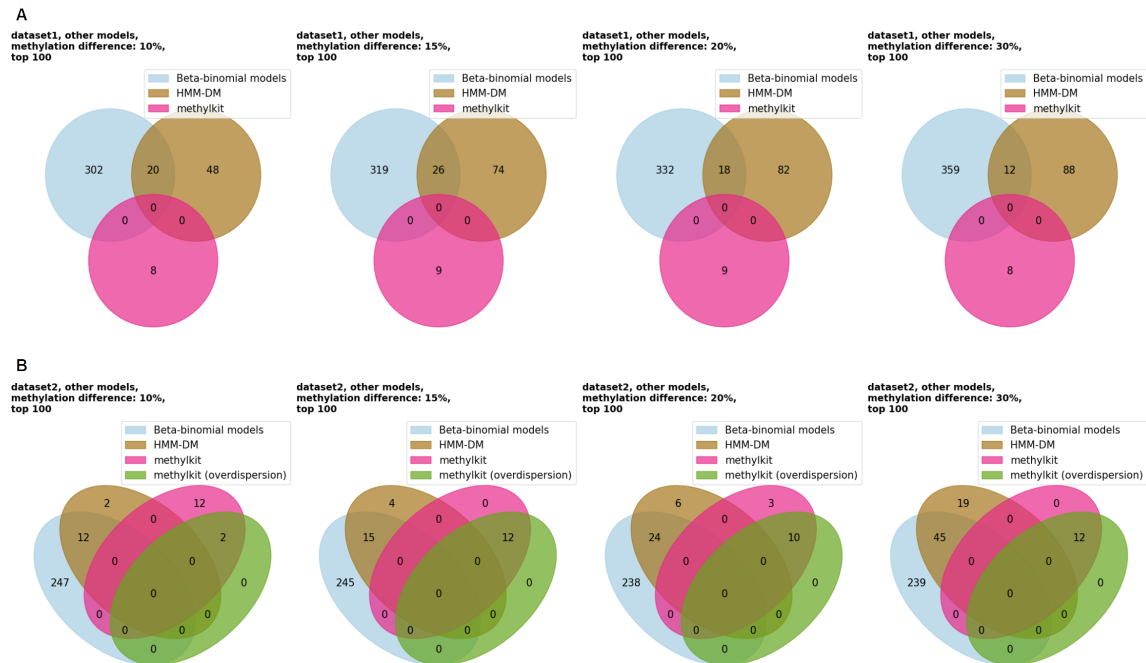 A
dataset1, other models,
methylation difference: 10%,
top 100
Beta-binomial models
HMM-DM
methylkit
302
20
48
0
0
0
8
dataset1, other models,
methylation difference: 15%,
top 100
Beta-binomial models
HMM-DM
methylkit
319
26
74
0
0
0
9
dataset1, other models,
methylation difference: 20%,
top 100
Beta-binomial models
HMM-DM
methylkit
332
18
82
0
0
0
9
dataset1, other models,
methylation difference: 30%,
top 100
Beta-binomial models
HMM-DM
methylkit
359
12
88
0
0
0
8
B
dataset2, other models,
methylation difference: 10%,
top 100
Beta-binomial models
HMM-DM
methylkit
methylkit (overdispersion)
2
12
0
12
2
0
0
247
0
0
0
0
0
0
0
dataset2, other models,
methylation difference: 15%,
top 100
Beta-binomial models
HMM-DM
methylkit
methylkit (overdispersion)
4
0
0
15
12
0
0
245
0
0
0
0
0
0
0
dataset2, other models,
methylation difference: 20%,
top 100
Beta-binomial models
HMM-DM
methylkit
methylkit (overdispersion)
6
3
0
24
10
0
0
238
0
0
0
0
0
0
0
dataset2, other models,
methylation difference: 30%,
top 100
Beta-binomial models
HMM-DM
methylkit
methylkit (overdispersion)
19
0
0
45
12
0
0
239
0
0
0
0
0
0
0